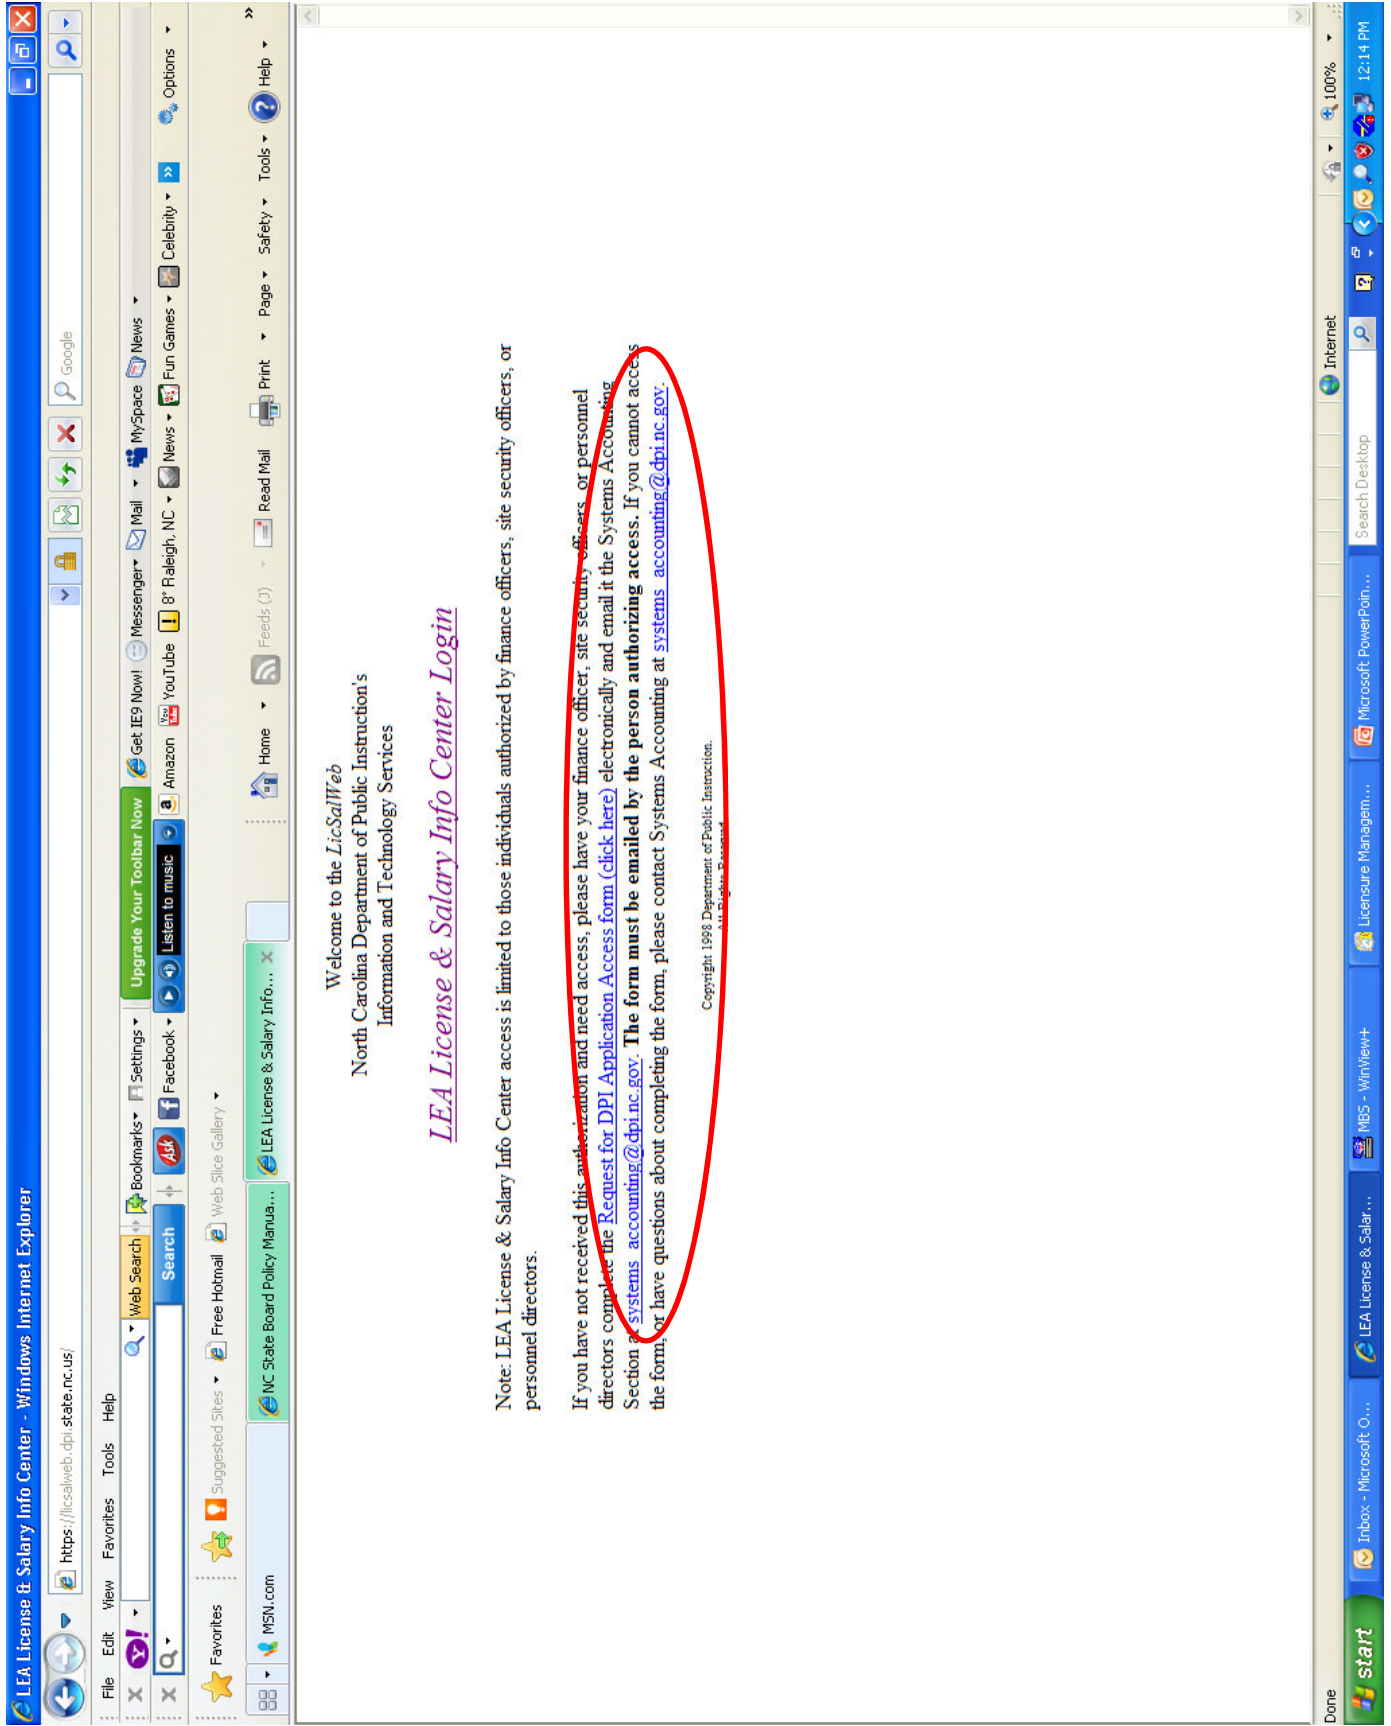 LEA License & Salary Info Center - Windows Internet Explorer
https://licsalweb.dpi.state.nc.us/
Google
File Edit View Favorites Tools Help
Web Search Bookmarks Settings Upgrade Your Toolbar Now Get IE9 Now! Messenger Mail MySpace News
Search Ask Facebook Listen to music Amazon YouTube 8° Raleigh, NC News Fun Games Celebrity Options
Favorites Suggested Sites Free Hotmail Web Slice Gallery
MSN.com NC State Board Policy Manua... LEA License & Salary Info... Home Feeds (J) Read Mail Print Page Safety Tools Help
Welcome to the LicSalWeb
North Carolina Department of Public Instruction's
Information and Technology Services
LEA License & Salary Info Center Login
Note: LEA License & Salary Info Center access is limited to those individuals authorized by finance officers, site security officers, or
personnel directors.
If you have not received this authorization and need access, please have your finance officer, site security officers, or personnel
directors complete the Request for DPI Application Access form (click here) electronically and email it the Systems Accounting
Section at systems_accounting@dpi.nc.gov. The form must be emailed by the person authorizing access. If you cannot access
the form, or have questions about completing the form, please contact Systems Accounting at systems_accounting@dpi.nc.gov.
Copyright 1998 Department of Public Instruction.
All Rights Reserved
Done Internet 100%
start Inbox - Microsoft O... LEA License & Salar... MBS - WinView+ Licensure Managem... Microsoft PowerPoin... Search Desktop 12:14 PM